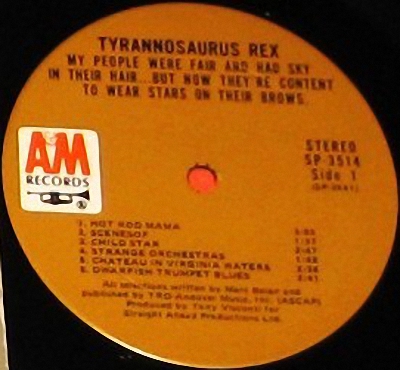 TYRANNOSAURUS REX
MY PEOPLE WERE FAIR AND HAD SKY
IN THEIR HAIR...BUT NOW THEY'RE CONTENT
TO WEAR STARS ON THEIR BROWS.
A&M
RECORDS
STEREO
SP-3514
Side 1
1. HOT ROD MAMA
2. SCENESOF
3. CHILD STAR
4. STRANGE ORCHESTRAS
5. CHATEAU IN VIRGINIA WATERS
6. DWARFISH TRUMPET BLUES
All selections written by Marc Bolan and
published by TRO-Andover Music, Inc. (ASCAP)
Produced by Tony Visconti for
Straight Ahead Productions Ltd.